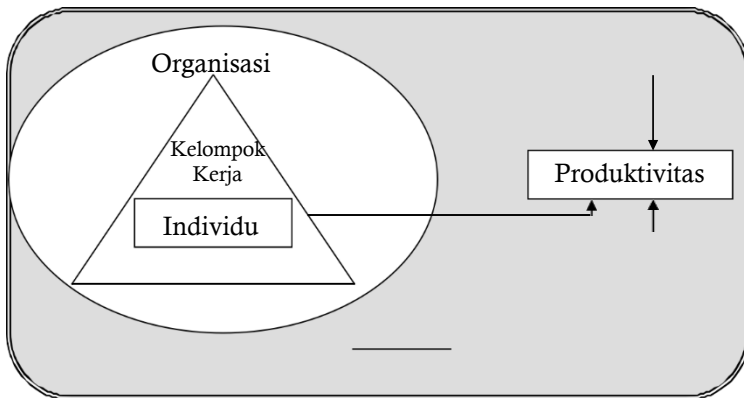 Organisasi
Kelompok
Kerja
Individu
Produktivitas